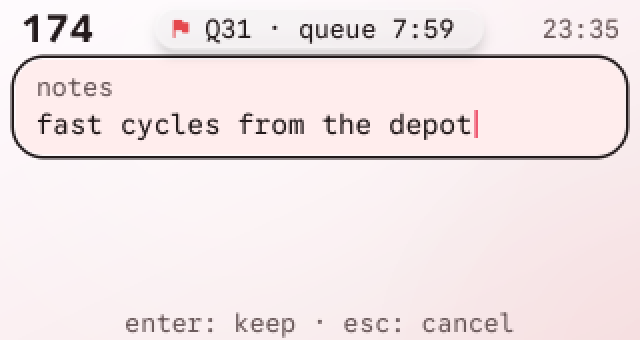 174
Q31 · queue 7:59
23:35
notes
fast cycles from the depot
enter: keep · esc: cancel